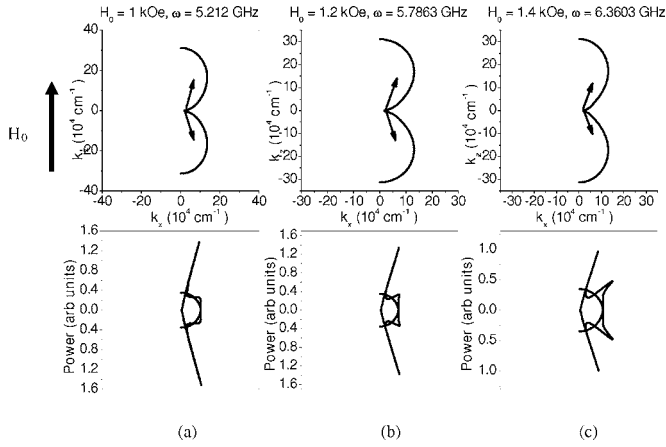 H₀ = 1 kOe, ω = 5.212 GHz
H₀ = 1.2 kOe, ω = 5.7863 GHz
H₀ = 1.4 kOe, ω = 6.3603 GHz
H₀
k_z (10⁴ cm⁻¹)
40
20
0
-20
-40
-40 -20 0 20 40
k_x (10⁴ cm⁻¹)
k_z (10⁴ cm⁻¹)
30
20
10
0
-10
-20
-30
-30 -20 -10 0 10 20 30
k_x (10⁴ cm⁻¹)
k_z (10⁴ cm⁻¹)
30
20
10
0
-10
-20
-30
-30 -20 -10 0 10 20 30
k_x (10⁴ cm⁻¹)
Power (arb units)
1.6
1.2
0.8
0.4
0.0
0.4
0.8
1.2
1.6
Power (arb units)
1.6
1.2
0.8
0.4
0.0
0.4
0.8
1.2
1.6
Power (arb units)
1.0
0.5
0.0
0.5
1.0
(a)
(b)
(c)